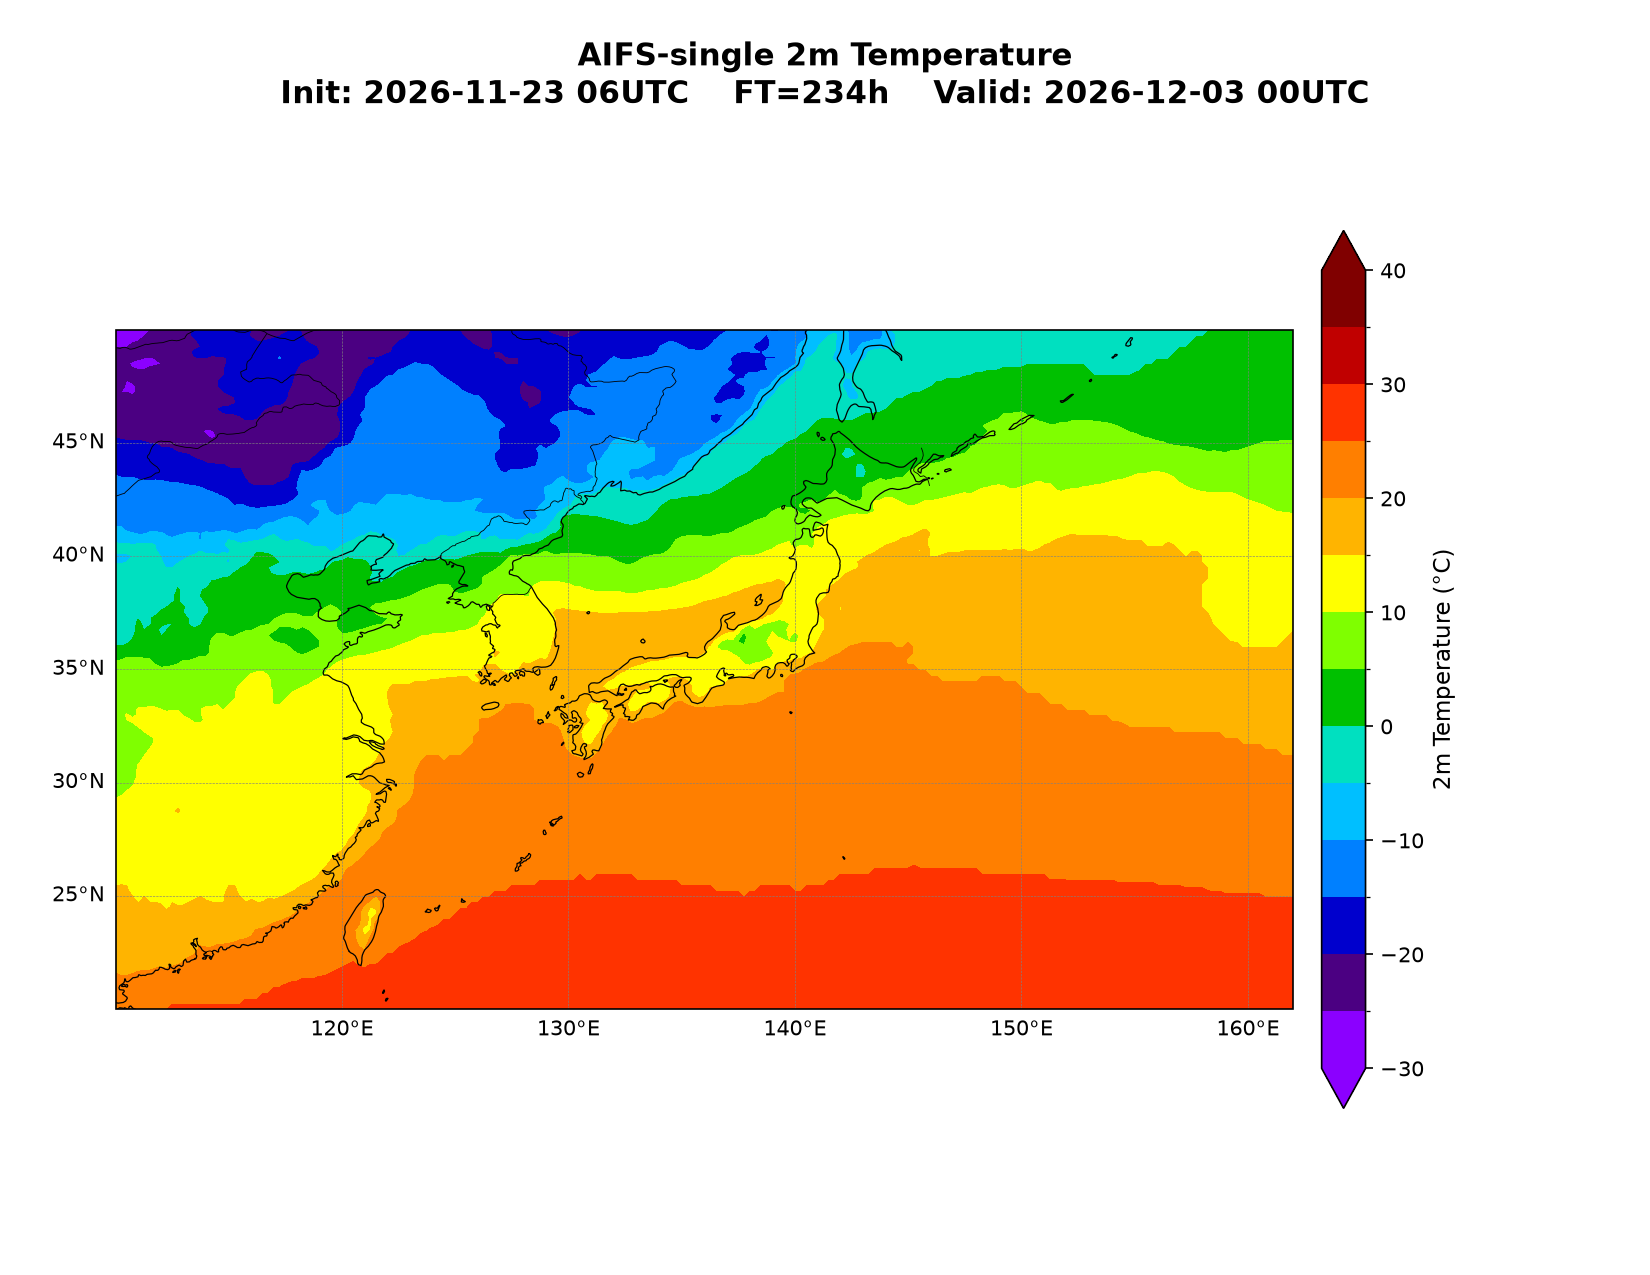 AIFS-single 2m Temperature
Init: 2026-11-23 06UTC    FT=234h    Valid: 2026-12-03 00UTC
45°N
40°N
35°N
30°N
25°N
120°E
130°E
140°E
150°E
160°E
40
30
20
10
0
−10
−20
−30
2m Temperature (°C)